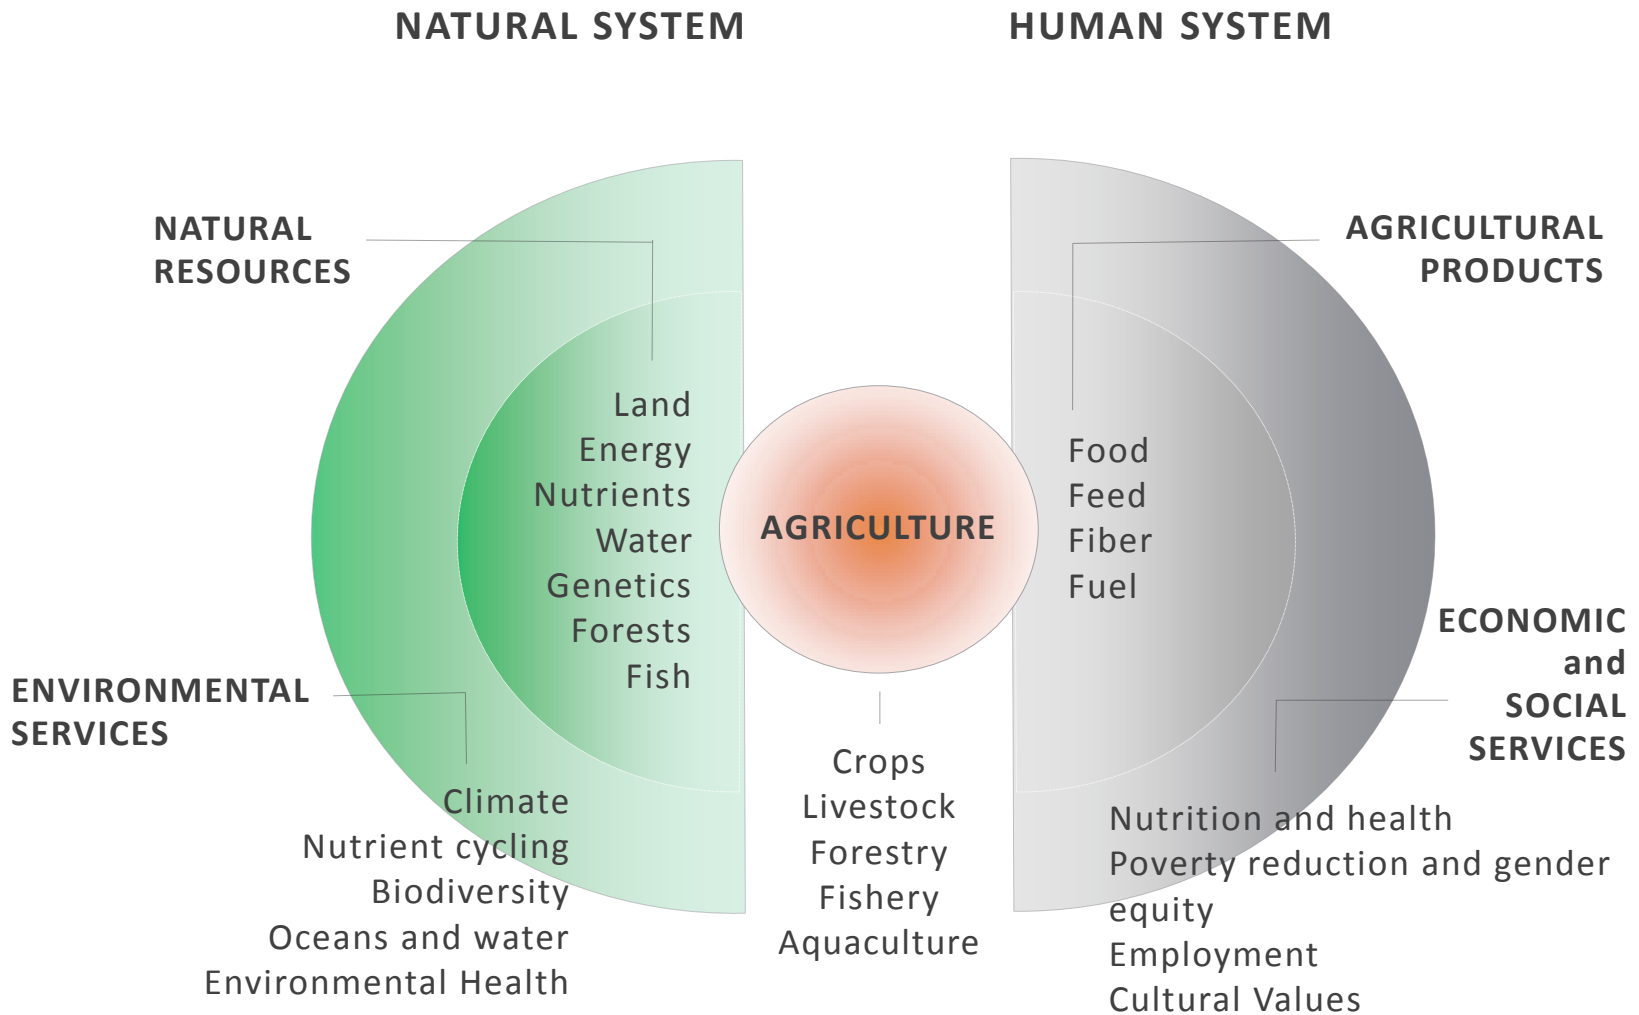 NATURAL SYSTEM
HUMAN SYSTEM
NATURAL
RESOURCES
AGRICULTURAL
PRODUCTS
Land
Energy
Nutrients
Water
Genetics
Forests
Fish
AGRICULTURE
Food
Feed
Fiber
Fuel
ENVIRONMENTAL
SERVICES
ECONOMIC
and
SOCIAL
SERVICES
Climate
Nutrient cycling
Biodiversity
Oceans and water
Environmental Health
Crops
Livestock
Forestry
Fishery
Aquaculture
Nutrition and health
Poverty reduction and gender
equity
Employment
Cultural Values